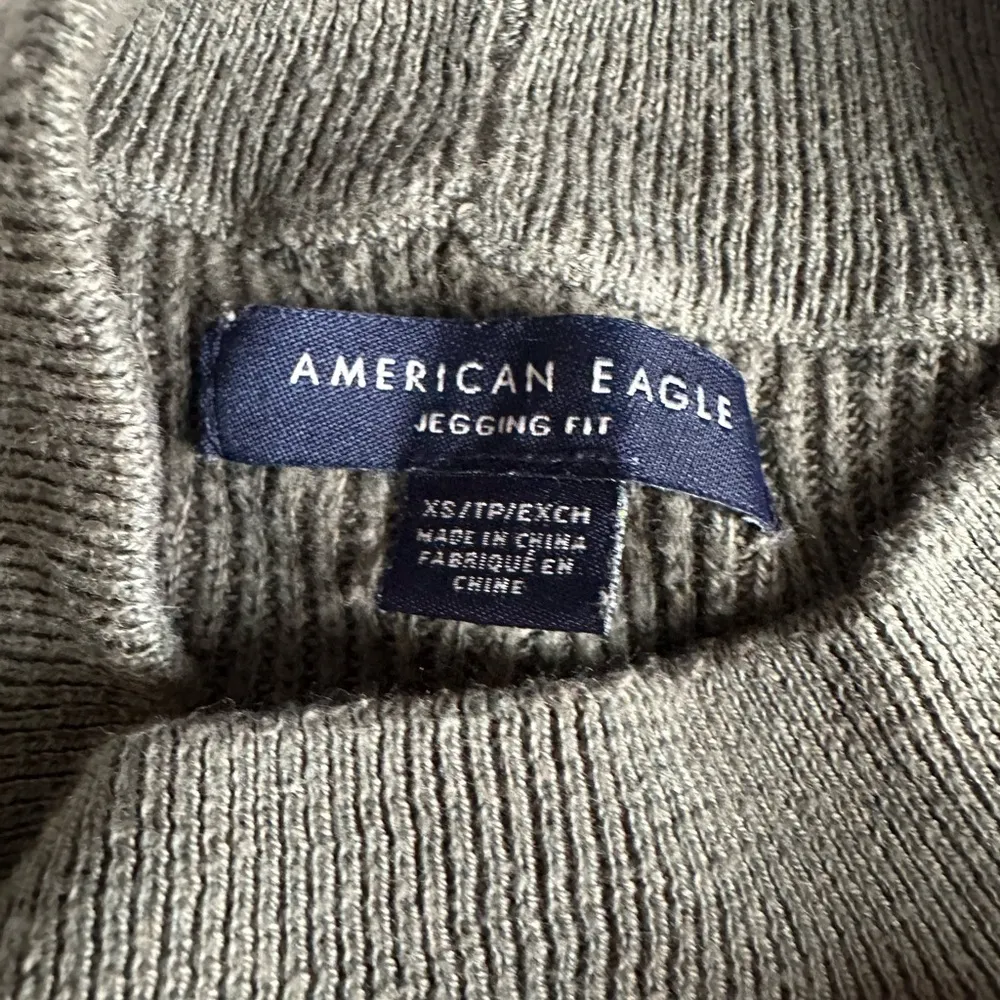 AMERICAN EAGLE
JEGGING FIT
XS/TP/EXCH
MADE IN CHINA
FABRIQUÉ EN
CHINE